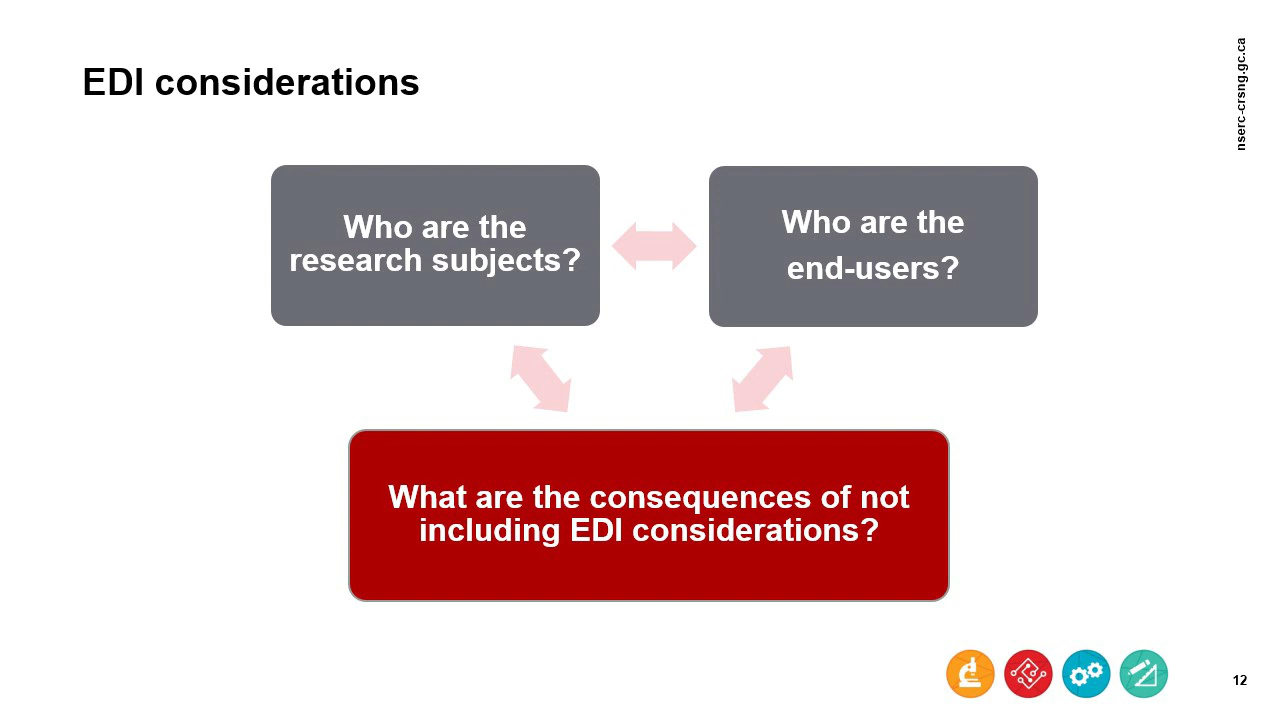 EDI considerations
nserc-crsng.gc.ca
Who are the
research subjects?
Who are the
end-users?
What are the consequences of not
including EDI considerations?
12